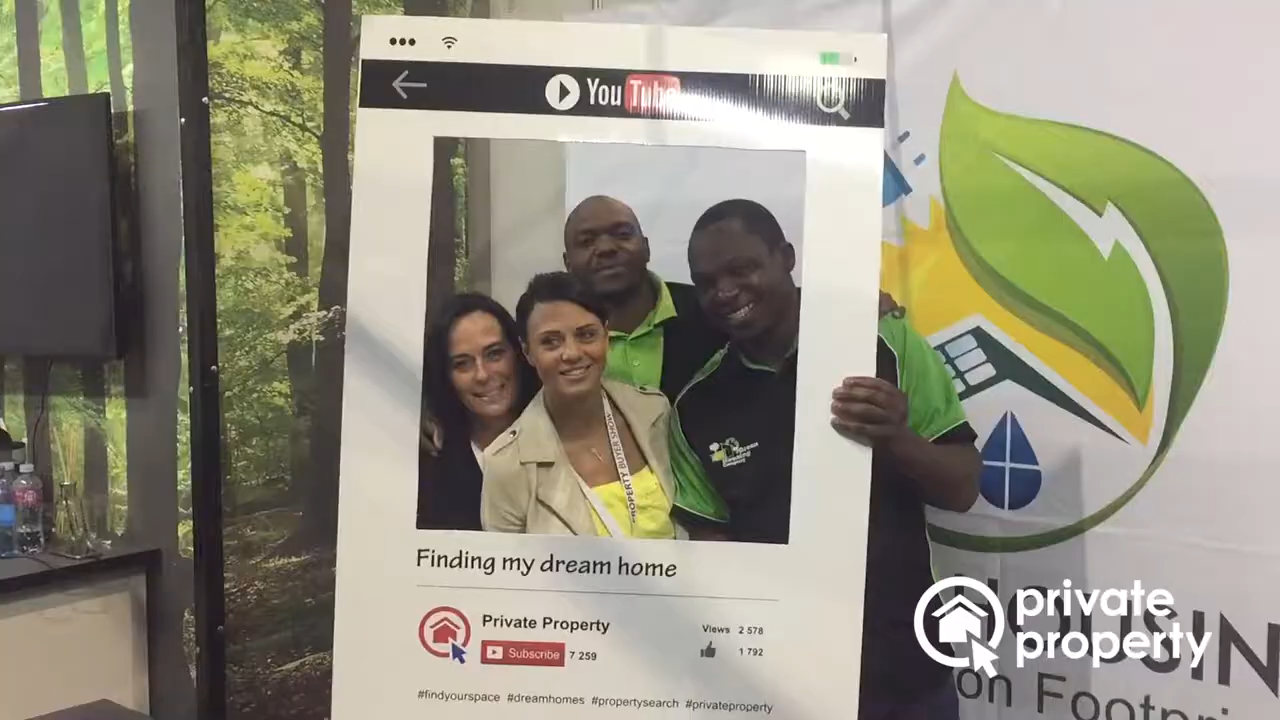 YouTube
PROPERTY BUYER SHOW
Finding my dream home
Private Property
Subscribe 7 259
Views 2 578
1 792
#findyourspace #dreamhomes #propertysearch #privateproperty
HOUSIN
on Footpri
private
property